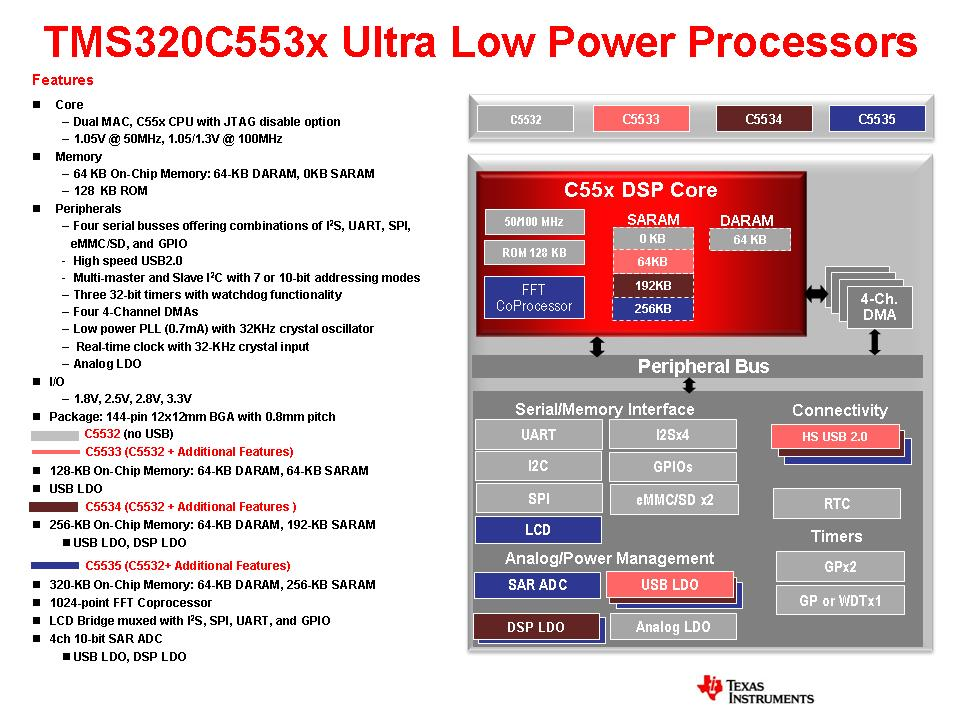 TMS320C553x Ultra Low Power Processors
Features
■ Core
– Dual MAC, C55x CPU with JTAG disable option
– 1.05V @ 50MHz, 1.05/1.3V @ 100MHz
■ Memory
– 64 KB On-Chip Memory: 64-KB DARAM, 0KB SARAM
– 128 KB ROM
■ Peripherals
– Four serial busses offering combinations of I²S, UART, SPI,
eMMC/SD, and GPIO
- High speed USB2.0
- Multi-master and Slave I²C with 7 or 10-bit addressing modes
– Three 32-bit timers with watchdog functionality
– Four 4-Channel DMAs
– Low power PLL (0.7mA) with 32KHz crystal oscillator
– Real-time clock with 32-KHz crystal input
– Analog LDO
■ I/O
– 1.8V, 2.5V, 2.8V, 3.3V
■ Package: 144-pin 12x12mm BGA with 0.8mm pitch
C5532 (no USB)
C5533 (C5532 + Additional Features)
■ 128-KB On-Chip Memory: 64-KB DARAM, 64-KB SARAM
■ USB LDO
C5534 (C5532 + Additional Features )
■ 256-KB On-Chip Memory: 64-KB DARAM, 192-KB SARAM
■ USB LDO, DSP LDO
C5535 (C5532+ Additional Features)
■ 320-KB On-Chip Memory: 64-KB DARAM, 256-KB SARAM
■ 1024-point FFT Coprocessor
■ LCD Bridge muxed with I²S, SPI, UART, and GPIO
■ 4ch 10-bit SAR ADC
■ USB LDO, DSP LDO
C5532
C5533
C5534
C5535
C55x DSP Core
50/100 MHz
ROM 128 KB
FFT
CoProcessor
SARAM
0 KB
64KB
192KB
256KB
DARAM
64 KB
4-Ch.
DMA
Peripheral Bus
Serial/Memory Interface
UART
I2Sx4
I2C
GPIOs
SPI
eMMC/SD x2
LCD
Analog/Power Management
SAR ADC
USB LDO
DSP LDO
Analog LDO
Connectivity
HS USB 2.0
RTC
Timers
GPx2
GP or WDTx1
TEXAS
INSTRUMENTS